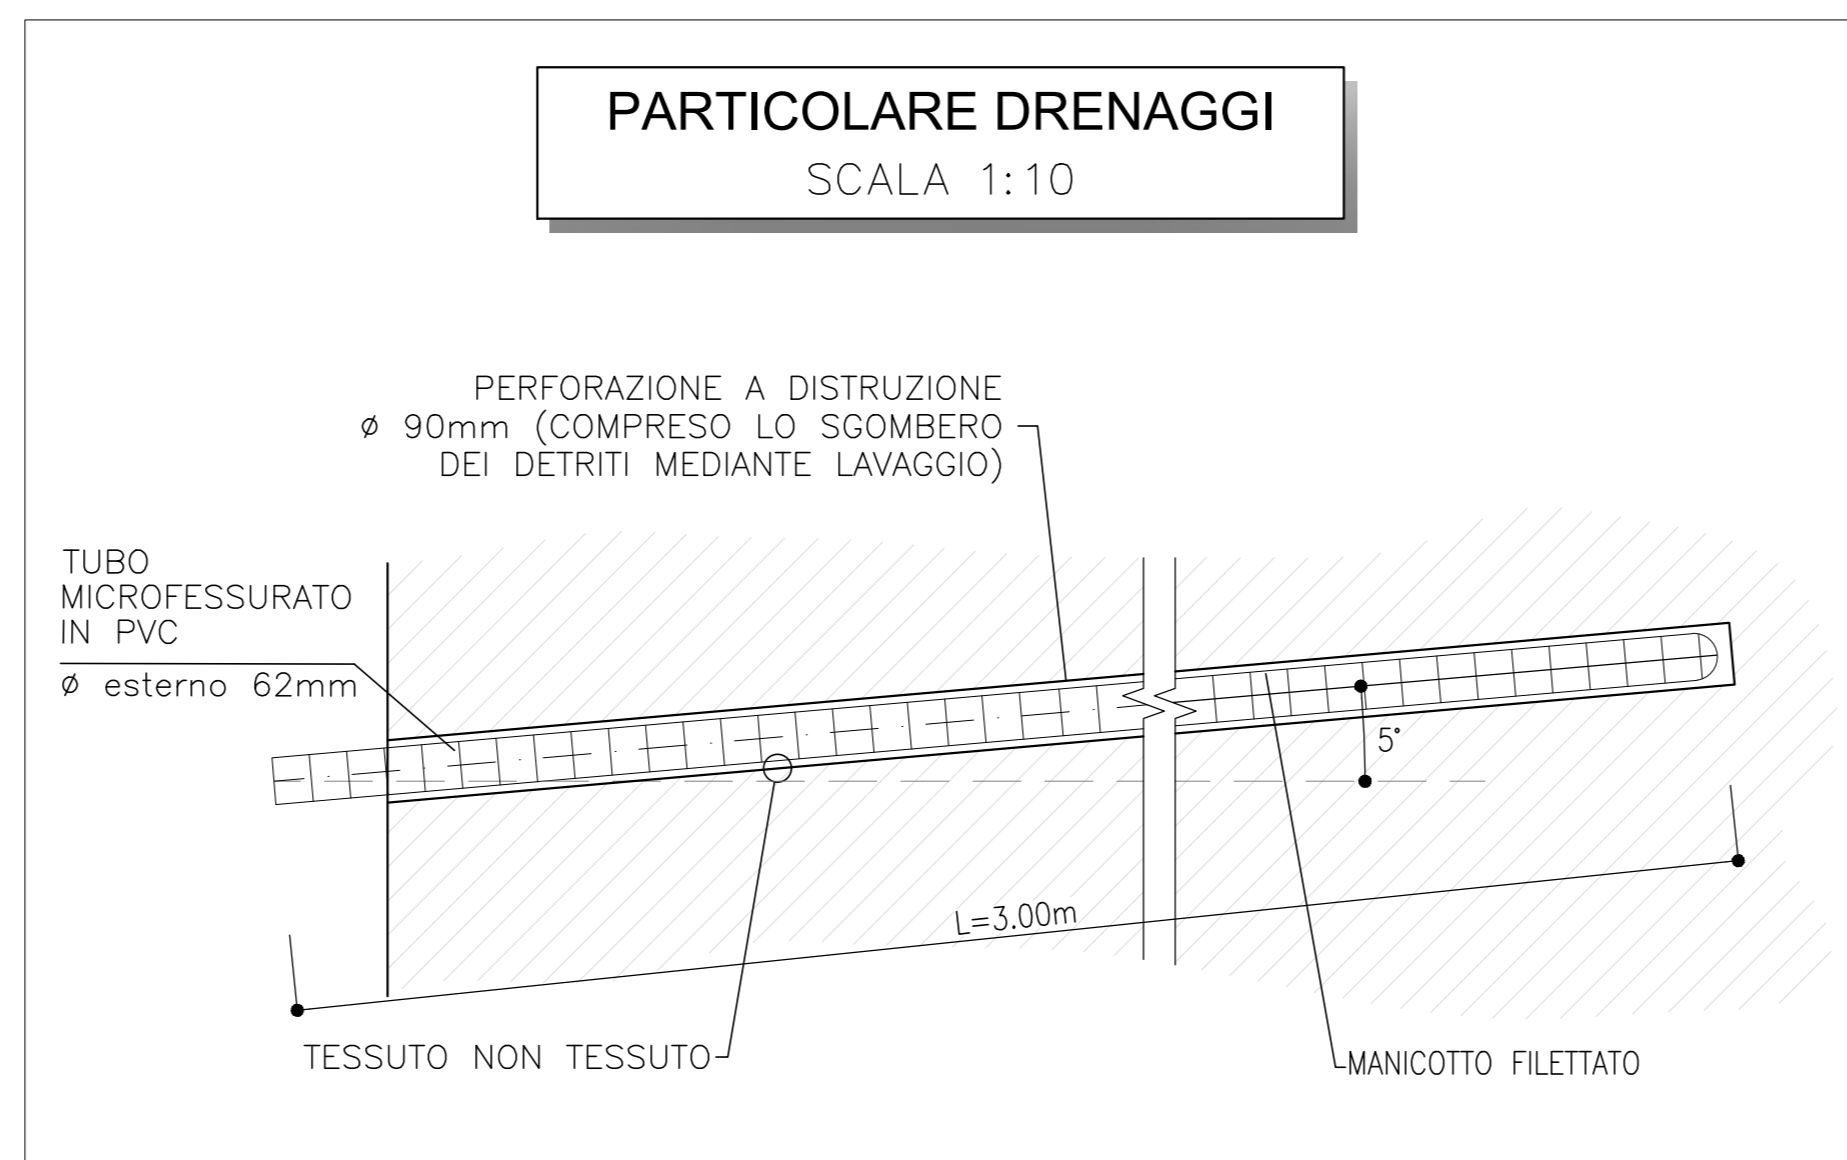 PARTICOLARE DRENAGGI
SCALA 1:10
PERFORAZIONE A DISTRUZIONE
ø 90mm (COMPRESO LO SGOMBERO
DEI DETRITI MEDIANTE LAVAGGIO)
TUBO
MICROFESSURATO
IN PVC
ø esterno 62mm
5°
L=3.00m
TESSUTO NON TESSUTO
MANICOTTO FILETTATO